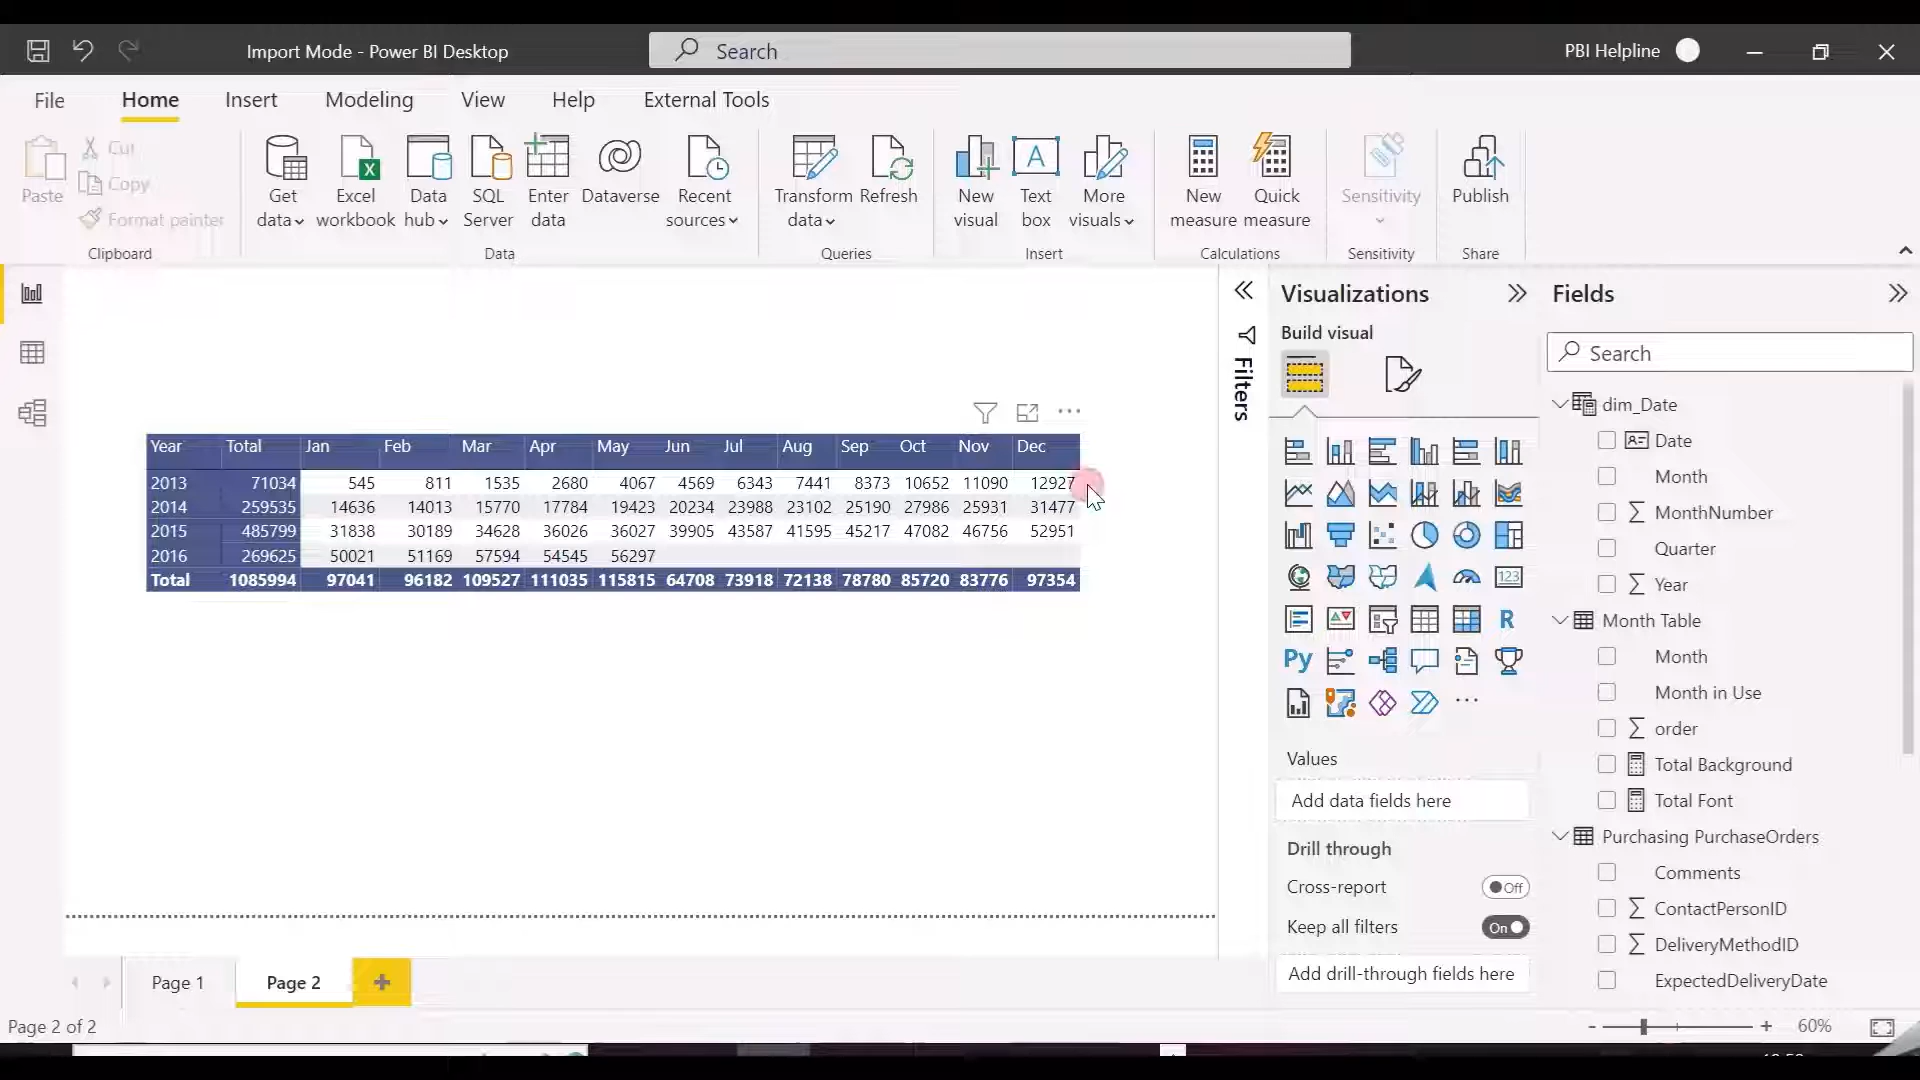 Import Mode - Power BI Desktop
Search
PBI Helpline
File Home Insert Modeling View Help External Tools
Paste
Cut
Copy
Format painter
Get data
Excel workbook
Data hub
SQL Server
Enter data
Dataverse
Recent sources
Transform data
Refresh
New visual
Text box
More visuals
New measure
Quick measure
Sensitivity
Publish
Clipboard Data Queries Insert Calculations Sensitivity Share
Year Total Jan Feb Mar Apr May Jun Jul Aug Sep Oct Nov Dec
2013 71034 545 811 1535 2680 4067 4569 6343 7441 8373 10652 11090 12927
2014 259535 14636 14013 15770 17784 19423 20234 23988 23102 25190 27986 25931 31477
2015 485799 31838 30189 34628 36026 36027 39905 43587 41595 45217 47082 46756 52951
2016 269625 50021 51169 57594 54545 56297
Total 1085994 97041 96182 109527 111035 115815 64708 73918 72138 78780 85720 83776 97354
Filters
Visualizations
Build visual
123
R
Py
Values
Add data fields here
Drill through
Cross-report Off
Keep all filters On
Add drill-through fields here
Fields
Search
dim_Date
Date
Month
MonthNumber
Quarter
Year
Month Table
Month
Month in Use
order
Total Background
Total Font
Purchasing PurchaseOrders
Comments
ContactPersonID
DeliveryMethodID
ExpectedDeliveryDate
Page 1 Page 2
Page 2 of 2
60%